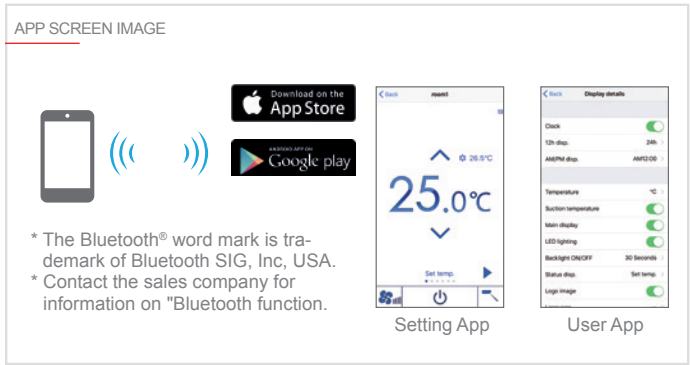 APP SCREEN IMAGE
Download on the
App Store
ANDROID APP ON
Google play
* The Bluetooth® word mark is tra-
demark of Bluetooth SIG, Inc, USA.
* Contact the sales company for
information on "Bluetooth function.
< Back room1
26.5°C
25.0°C
Set temp.
Setting App
< Back Display details
Clock
12h disp. 24h >
AM/PM disp. AM12:00 >
Temperature °C >
Suction temperature
Main display
LED lighting
Backlight ON/OFF 30 Seconds >
Status disp. Set temp. >
Logo image
User App